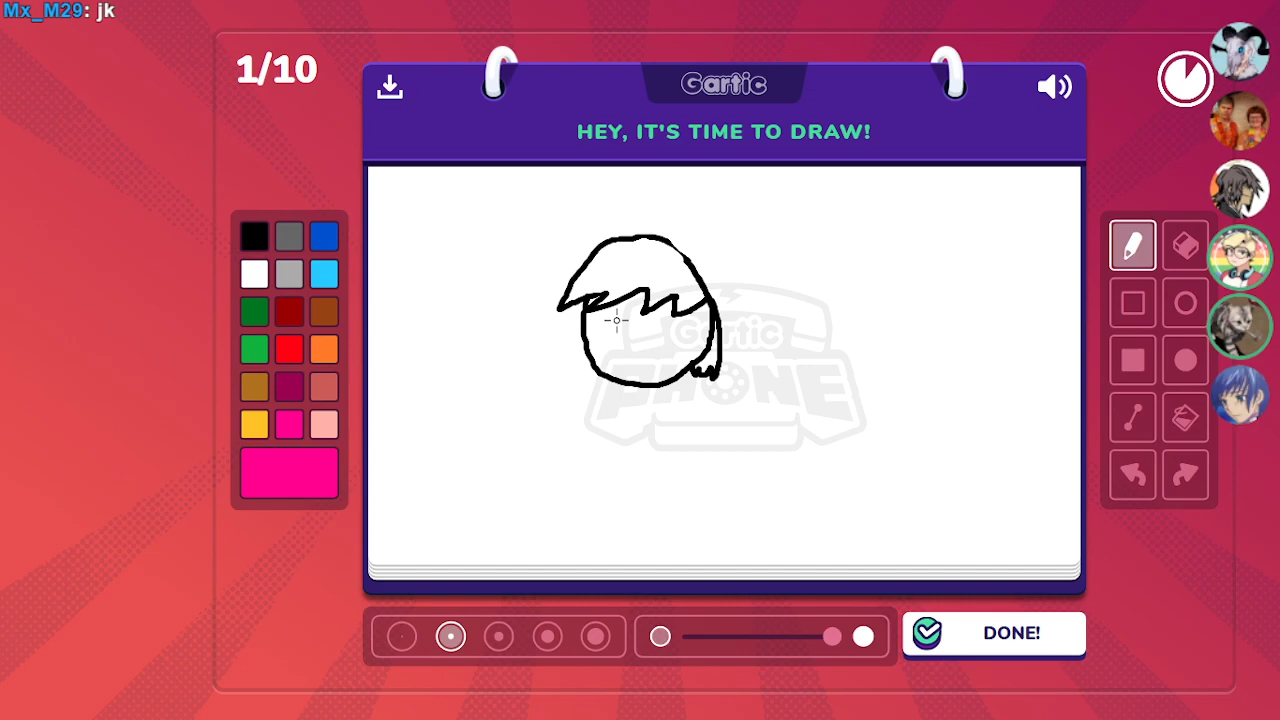 Mx_M29: jk
1/10
Gartic
HEY, IT'S TIME TO DRAW!
Gartic
PHONE
DONE!